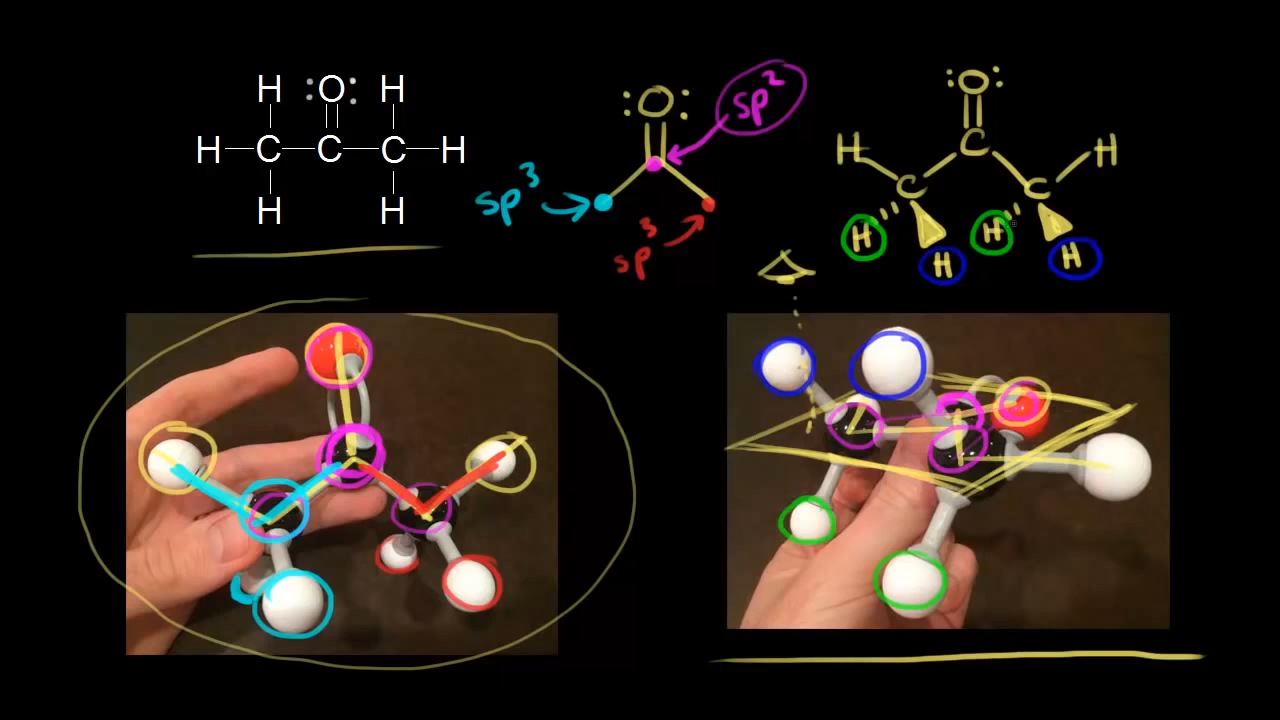 H :O: H
H—C—C—C—H
H H
:O:
sp²
sp³
sp³
:O:
H C H
C C
H H H H